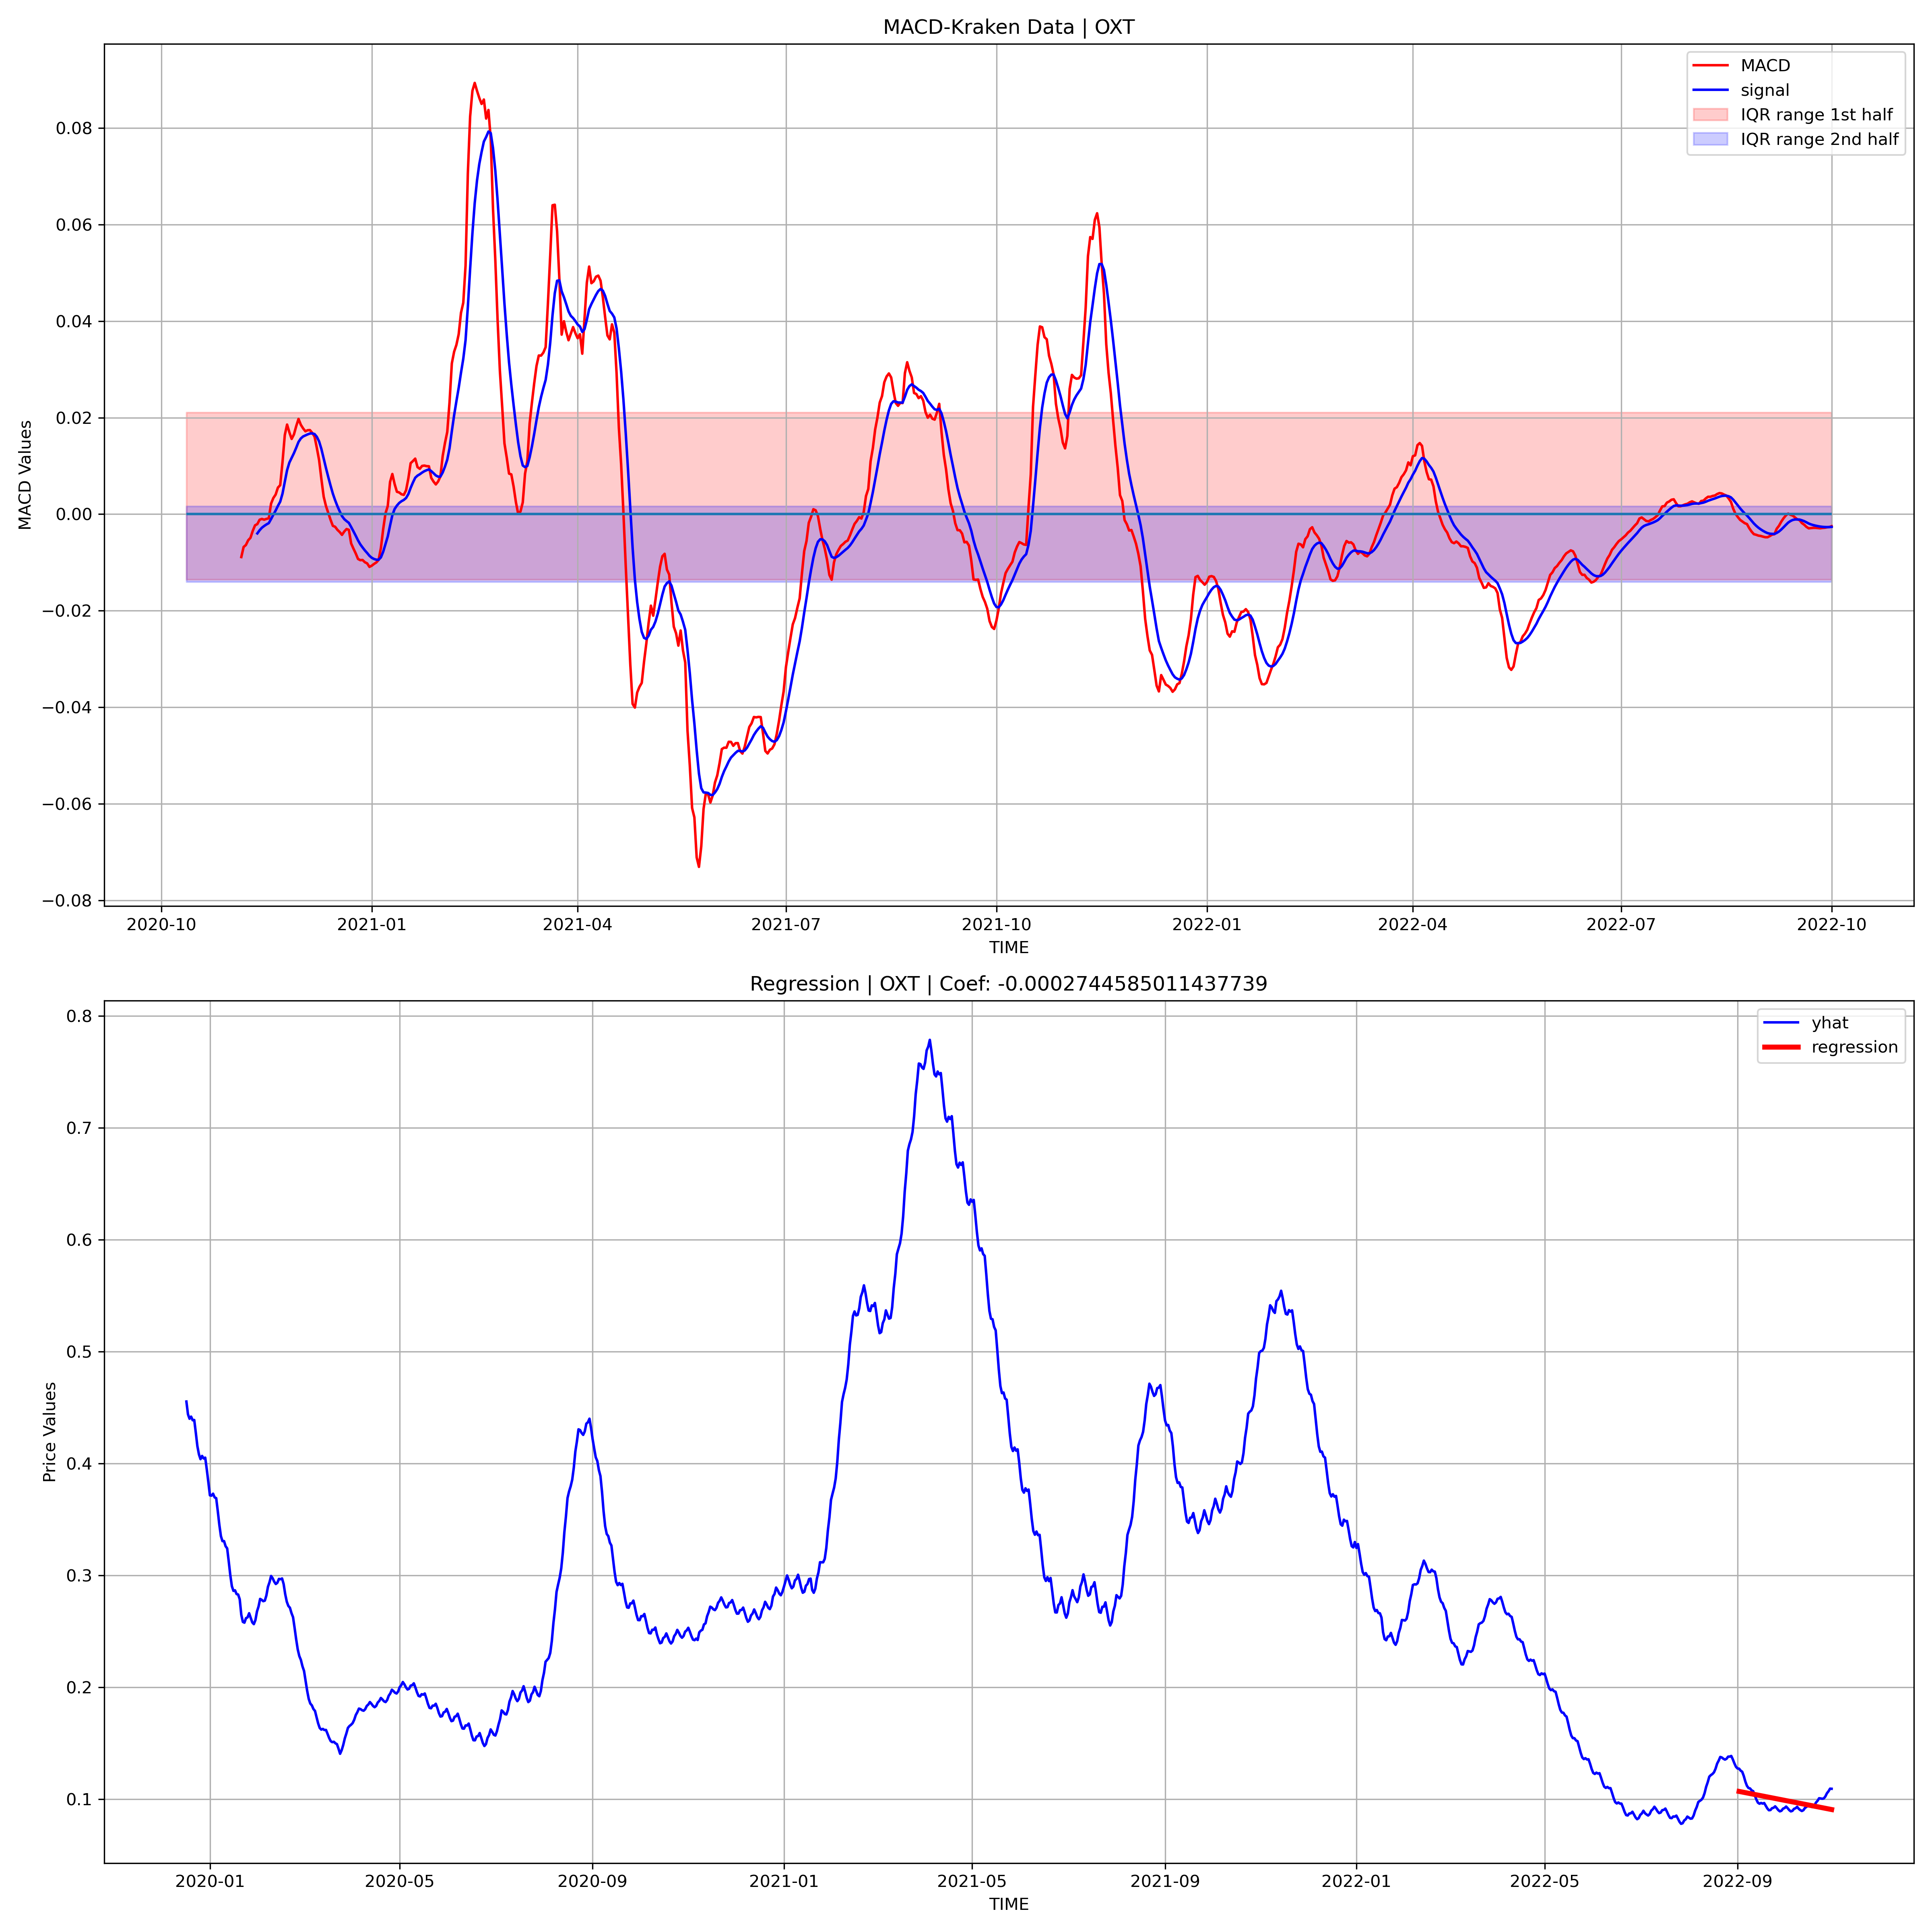 MACD-Kraken Data | OXT
MACD Values
0.08
0.06
0.04
0.02
0.00
−0.02
−0.04
−0.06
−0.08
MACD
signal
IQR range 1st half
IQR range 2nd half
2020-10 2021-01 2021-04 2021-07 2021-10 2022-01 2022-04 2022-07 2022-10
TIME
Regression | OXT | Coef: -0.0002744585011437739
Price Values
0.8
0.7
0.6
0.5
0.4
0.3
0.2
0.1
yhat
regression
2020-01 2020-05 2020-09 2021-01 2021-05 2021-09 2022-01 2022-05 2022-09
TIME